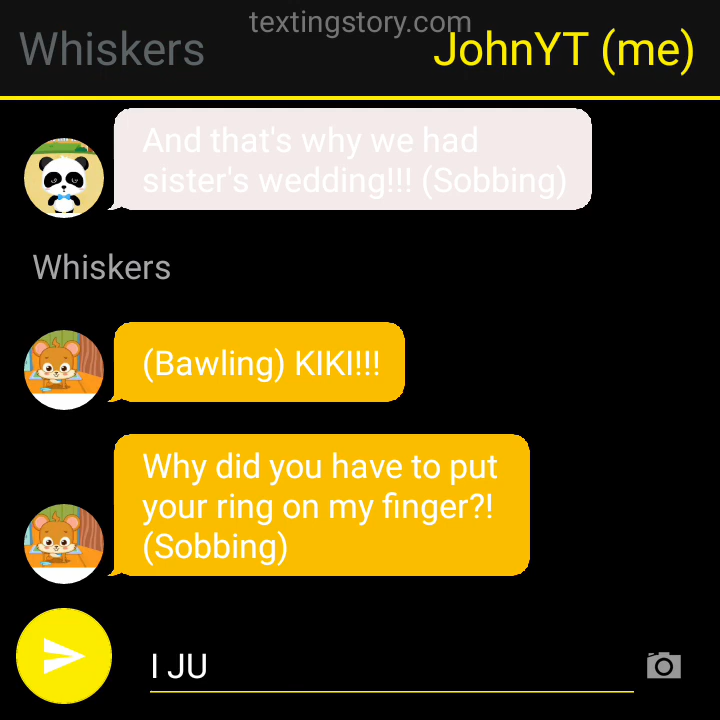 textingstory.com
Whiskers JohnYT (me)
And that's why we had
sister's wedding!!! (Sobbing)
Whiskers
(Bawling) KIKI!!!
Why did you have to put
your ring on my finger?!
(Sobbing)
I JU